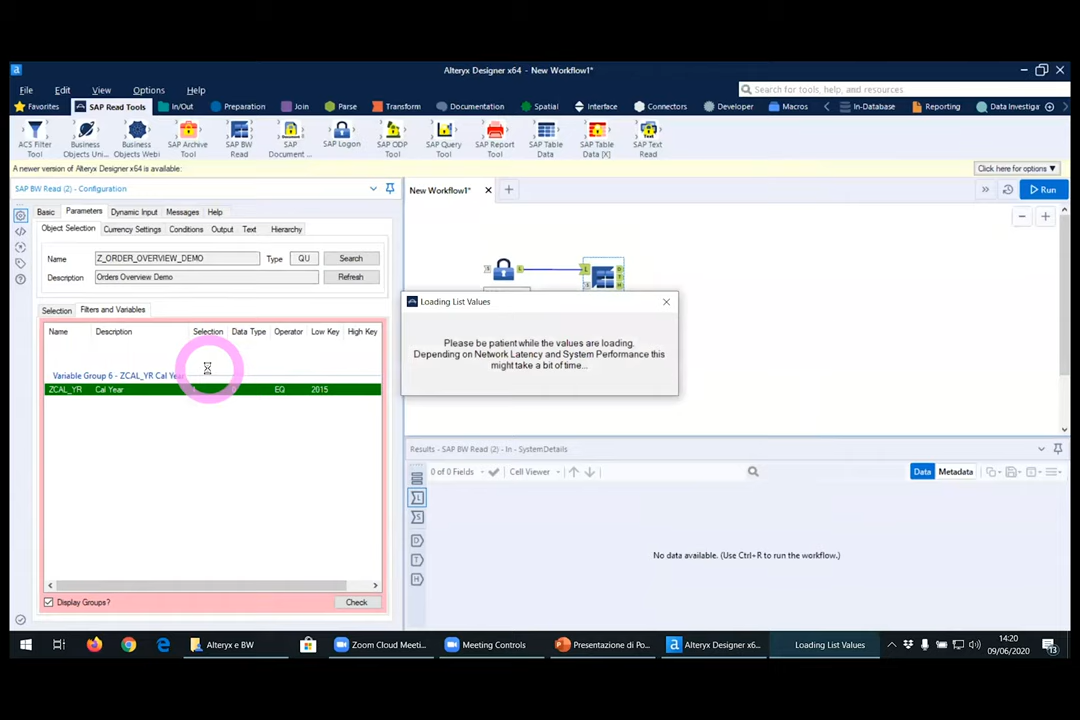 Alteryx Designer x64 - New Workflow1*
File Edit View Options Help
Search for tools, help, and resources...
Favorites SAP Read Tools In/Out Preparation Join Parse Transform Documentation Spatial Interface Connectors Developer Macros In-Database Reporting Data Investiga
ACS Filter Tool
Business Objects Uni...
Business Objects Webi
SAP Archive Tool
SAP BW Read
SAP Document ...
SAP Logon
SAP ODP Tool
SAP Query Tool
SAP Report Tool
SAP Table Data
SAP Table Data [X]
SAP Text Read
A newer version of Alteryx Designer x64 is available:
Click here for options ▼
SAP BW Read (2) - Configuration
New Workflow1*
Run
Basic Parameters Dynamic Input Messages Help
Object Selection Currency Settings Conditions Output Text Hierarchy
Name Z_ORDER_OVERVIEW_DEMO Type QU Search
Description Orders Overview Demo Refresh
Selection Filters and Variables
Name Description Selection Data Type Operator Low Key High Key
Variable Group 6 - ZCAL_YR Cal Year
ZCAL_YR Cal Year EQ 2015
Display Groups?
Check
Loading List Values
Please be patient while the values are loading.
Depending on Network Latency and System Performance this
might take a bit of time...
Results - SAP BW Read (2) - In - SystemDetails
0 of 0 Fields Cell Viewer Data Metadata
No data available. (Use Ctrl+R to run the workflow.)
Alteryx e BW
Zoom Cloud Meeti...
Meeting Controls
Presentazione di Po...
Alteryx Designer x6...
Loading List Values
14:20
09/06/2020
13